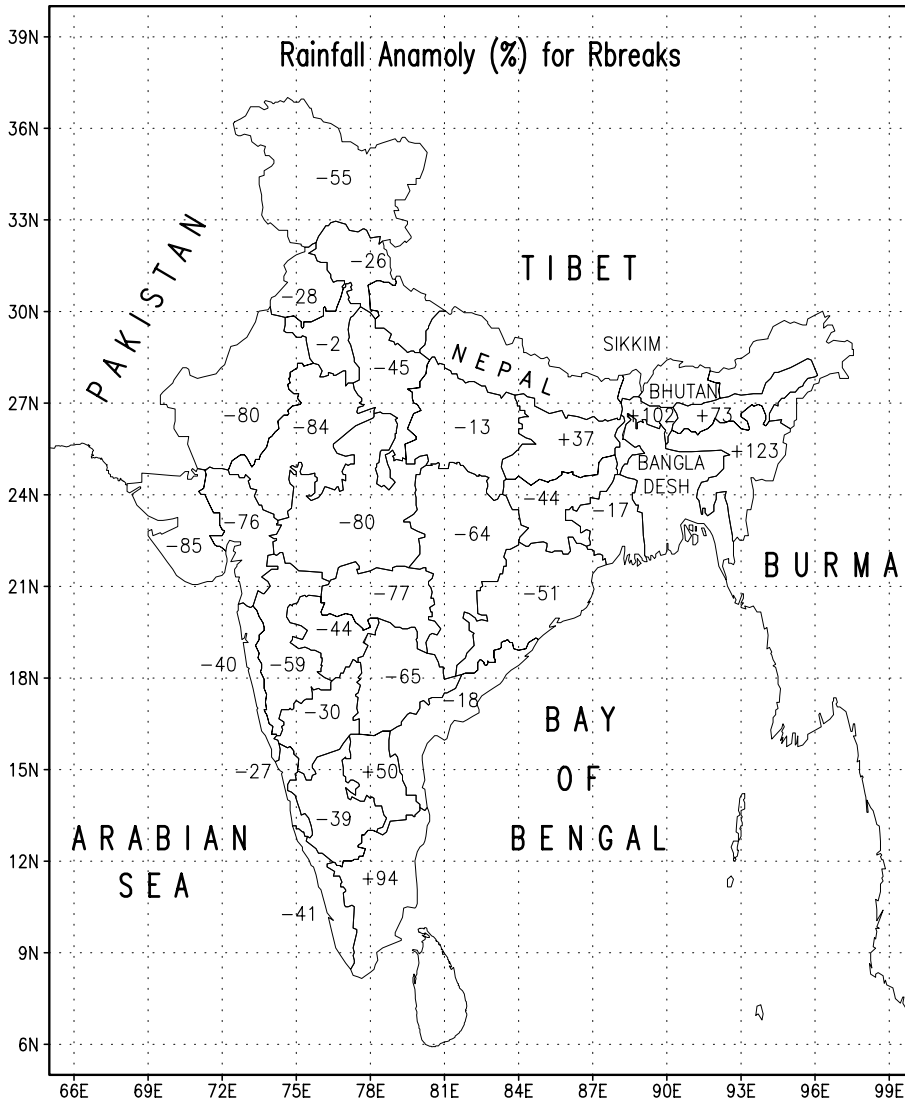 Rainfall Anamoly (%) for Rbreaks
39N
36N
33N
30N
27N
24N
21N
18N
15N
12N
9N
6N
66E 69E 72E 75E 78E 81E 84E 87E 90E 93E 96E 99E
PAKISTAN
TIBET
NEPAL
SIKKIM
BHUTAN
BANGLA
DESH
BURMA
BAY
OF
BENGAL
ARABIAN
SEA
-55
-26
-28
-2
-45
-80
-84
-13
+37
+102
+73
+123
-76
-80
-44
-17
-85
-64
-77
-51
-44
-40
-59
-65
-18
-30
-27
+50
-39
+94
-41